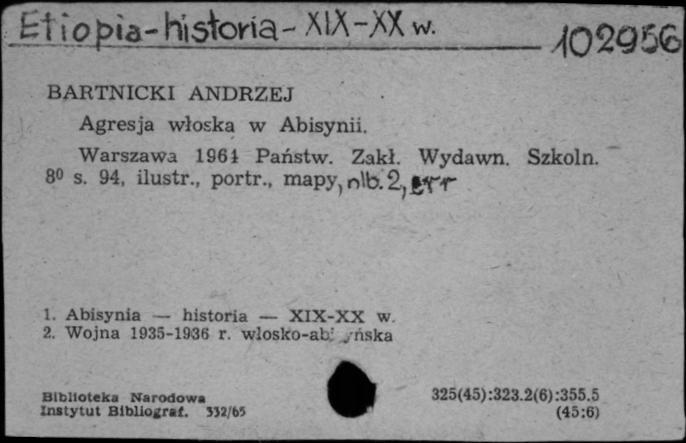 Etiopia-historia-XIX-XX w. 102956
BARTNICKI ANDRZEJ
Agresja włoska w Abisynii.
Warszawa 1964 Państw. Zakł. Wydawn. Szkoln.
8⁰ s. 94, ilustr., portr., mapy, nlb. 2, err
1. Abisynia — historia — XIX-XX w.
2. Wojna 1935-1936 r. włosko-
Biblioteka Narodowa 325(45):323.2(6):355.5
Instytut Bibliograf. 332/65 (45:6)